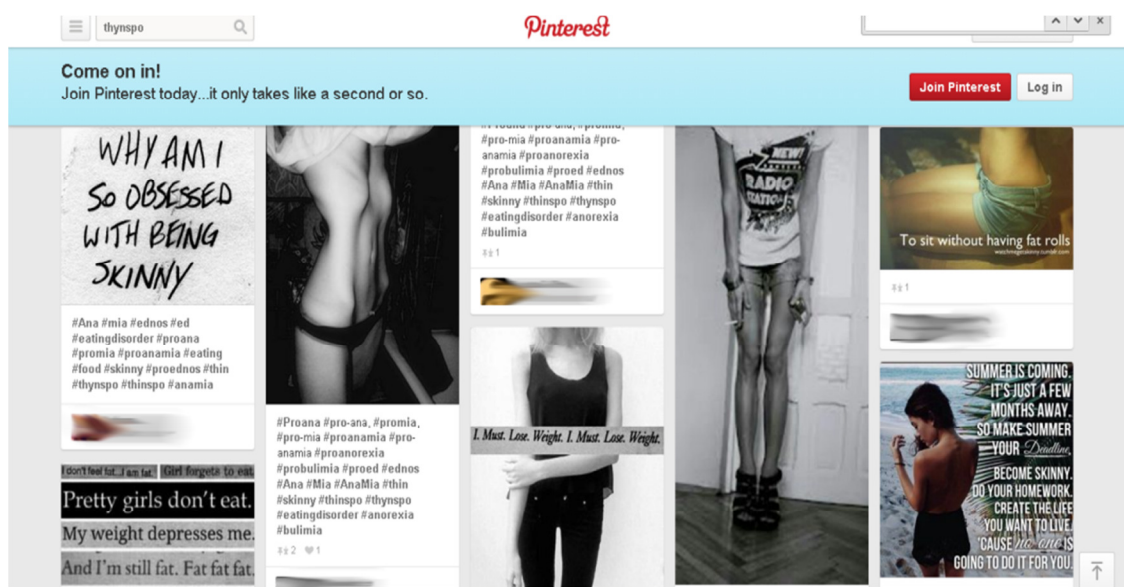 thynspo
Pinterest
Come on in!
Join Pinterest today...it only takes like a second or so.
Join Pinterest
Log in
WHY AM I
SO OBSESSED
WITH BEING
SKINNY
#Ana #mia #ednos #ed
#eatingdisorder #proana
#promia #proanamia #eating
#food #skinny #proednos #thin
#thynspo #thinspo #anamia
I don't feel fat...I am fat.
Girl forgets to eat
Pretty girls don't eat.
My weight depresses me.
And I'm still fat. Fat fat fat.
#Proana #pro-ana, #promia,
#pro-mia #proanamia #pro-
anamia #proanorexia
#probulimia #proed #ednos
#Ana #Mia #AnaMia #thin
#skinny #thinspo #thynspo
#eatingdisorder #anorexia
#bulimia
2 1
#Proana #pro-ana, #promia,
#pro-mia #proanamia #pro-
anamia #proanorexia
#probulimia #proed #ednos
#Ana #Mia #AnaMia #thin
#skinny #thinspo #thynspo
#eatingdisorder #anorexia
#bulimia
1
I. Must. Lose. Weight. I. Must. Lose. Weight.
NEW!
RADIO
STATION
To sit without having fat rolls
1
SUMMER IS COMING.
IT'S JUST A FEW
MONTHS AWAY.
SO MAKE SUMMER
YOUR Deadline,
BECOME SKINNY.
DO YOUR HOMEWORK.
CREATE THE LIFE
YOU WANT TO LIVE.
'CAUSE no one IS
GOING TO DO IT FOR YOU.